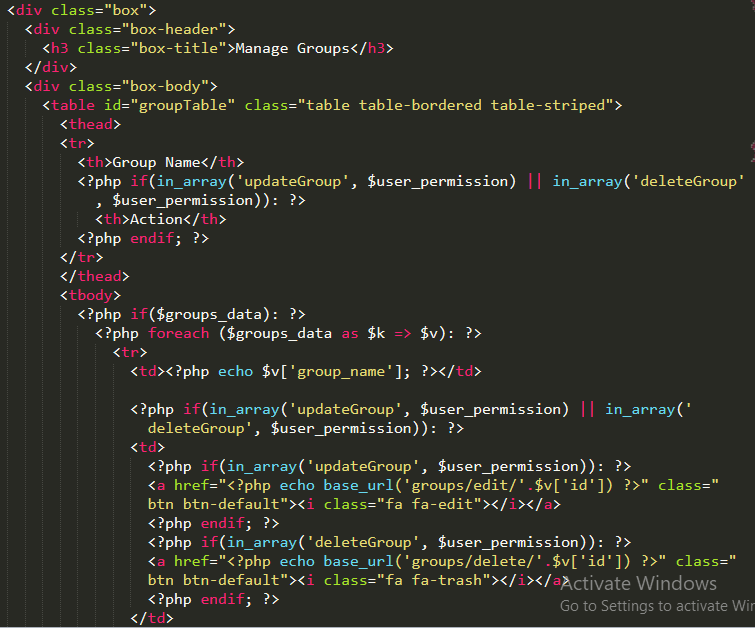 <div class="box">
<div class="box-header">
<h3 class="box-title">Manage Groups</h3>
</div>
<div class="box-body">
<table id="groupTable" class="table table-bordered table-striped">
<thead>
<tr>
<th>Group Name</th>
<?php if(in_array('updateGroup', $user_permission) || in_array('deleteGroup'
, $user_permission)): ?>
<th>Action</th>
<?php endif; ?>
</tr>
</thead>
<tbody>
<?php if($groups_data): ?>
<?php foreach ($groups_data as $k => $v): ?>
<tr>
<td><?php echo $v['group_name']; ?></td>
<?php if(in_array('updateGroup', $user_permission) || in_array('
deleteGroup', $user_permission)): ?>
<td>
<?php if(in_array('updateGroup', $user_permission)): ?>
<a href="<?php echo base_url('groups/edit/'.$v['id']) ?>" class="
btn btn-default"><i class="fa fa-edit"></i></a>
<?php endif; ?>
<?php if(in_array('deleteGroup', $user_permission)): ?>
<a href="<?php echo base_url('groups/delete/'.$v['id']) ?>" class="
btn btn-default"><i class="fa fa-trash"></i></a>
<?php endif; ?>
</td>
Activate Windows
Go to Settings to activate Win